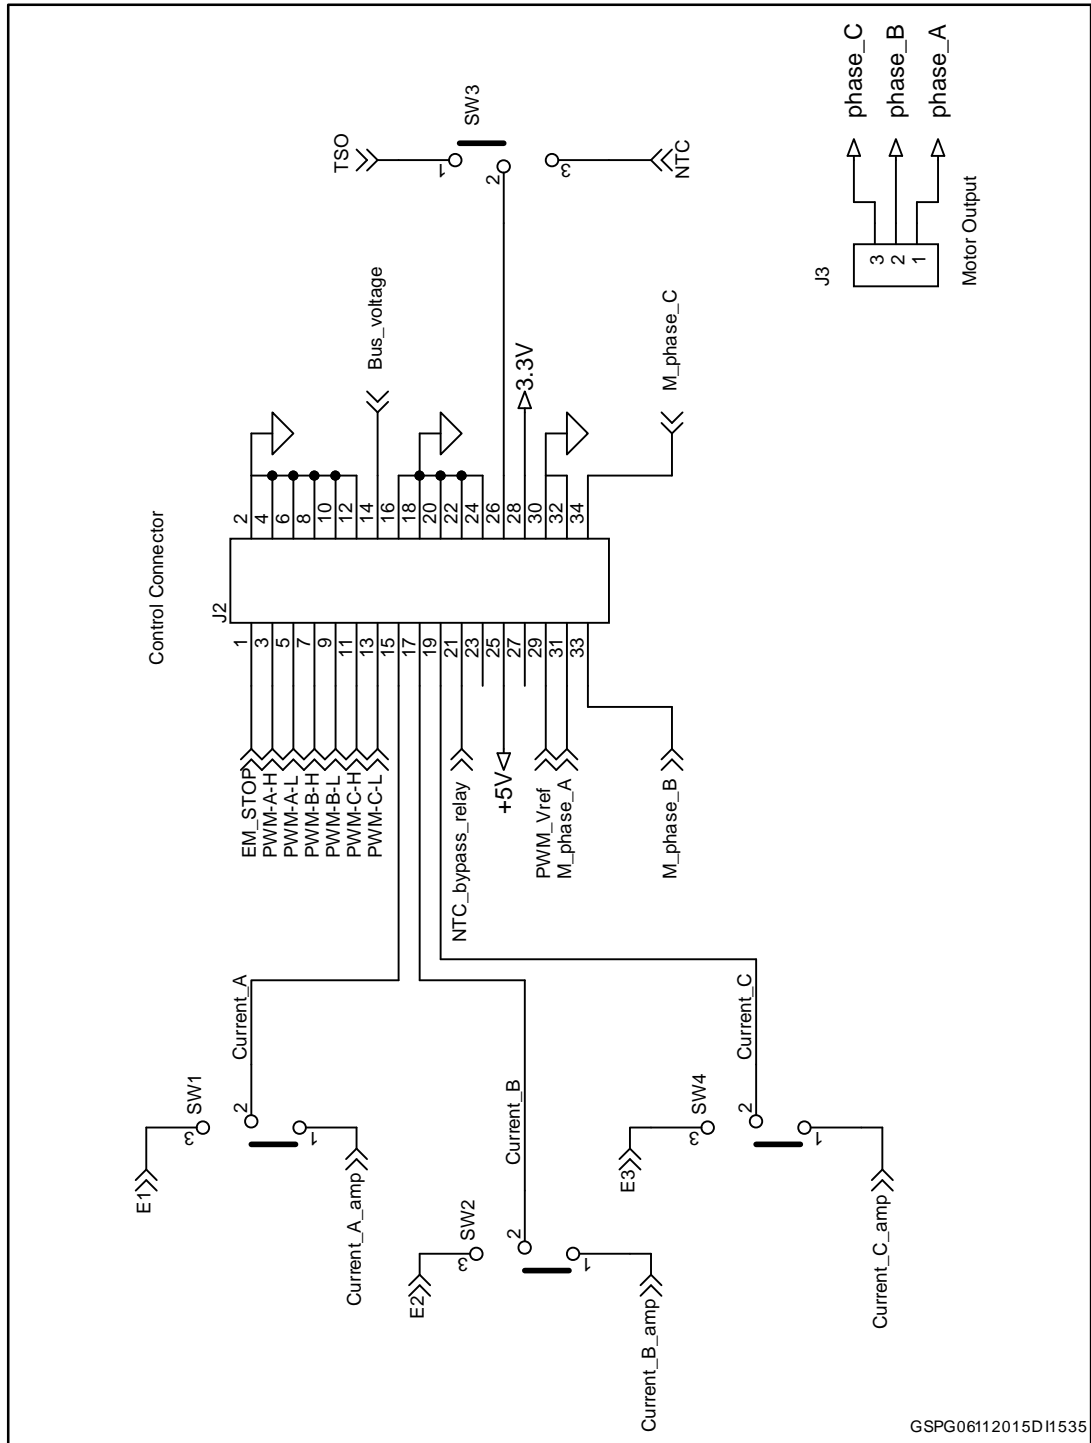 Control Connector
J2
1
3
5
7
9
11
13
15
17
19
21
23
25
27
29
31
33
2
4
6
8
10
12
14
16
18
20
22
24
26
28
30
32
34
EM_STOP
PWM-A-H
PWM-A-L
PWM-B-H
PWM-B-L
PWM-C-H
PWM-C-L
NTC_bypass_relay
+5V
PWM_Vref
M_phase_A
M_phase_B
Bus_voltage
3.3V
M_phase_C
TSO
1
2
3
SW3
NTC
E1
3
SW1
2
1
Current_A
Current_A_amp
E2
3
SW2
2
1
Current_B
Current_B_amp
E3
3
SW4
2
1
Current_C
Current_C_amp
J3
3
2
1
phase_C
phase_B
phase_A
Motor Output
GSPG06112015DI1535